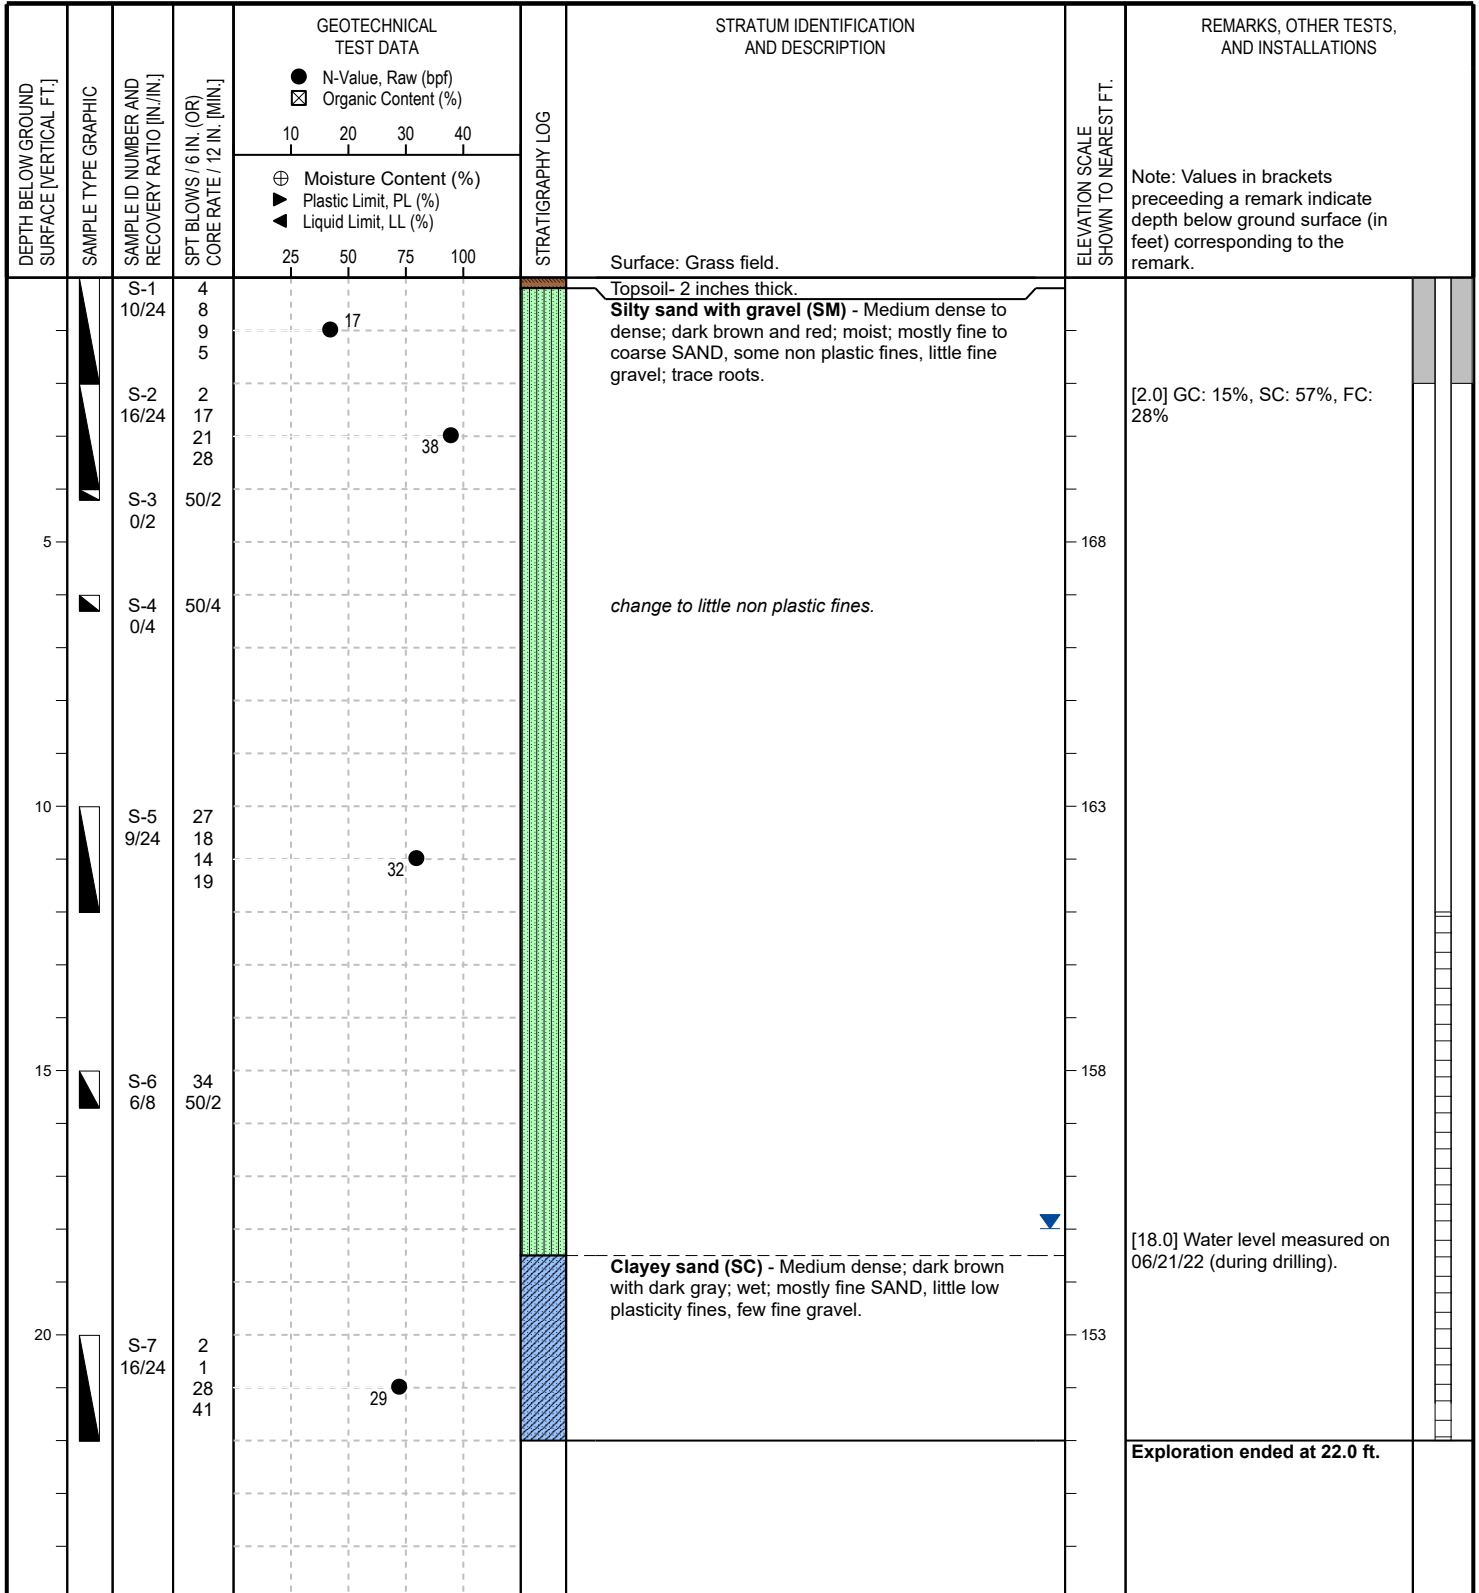 DEPTH BELOW GROUND
SURFACE [VERTICAL FT.]
SAMPLE TYPE GRAPHIC
SAMPLE ID NUMBER AND
RECOVERY RATIO [IN./IN.]
SPT BLOWS / 6 IN. (OR)
CORE RATE / 12 IN. [MIN.]
GEOTECHNICAL
TEST DATA
N-Value, Raw (bpf)
Organic Content (%)
10 20 30 40
Moisture Content (%)
Plastic Limit, PL (%)
Liquid Limit, LL (%)
25 50 75 100
STRATIGRAPHY LOG
STRATUM IDENTIFICATION
AND DESCRIPTION
Surface: Grass field.
ELEVATION SCALE
SHOWN TO NEAREST FT.
REMARKS, OTHER TESTS,
AND INSTALLATIONS
Note: Values in brackets
preceeding a remark indicate
depth below ground surface (in
feet) corresponding to the
remark.
S-1
10/24
4
8
9
5
17
Topsoil- 2 inches thick.
Silty sand with gravel (SM) - Medium dense to
dense; dark brown and red; moist; mostly fine to
coarse SAND, some non plastic fines, little fine
gravel; trace roots.
S-2
16/24
2
17
21
28
38
[2.0] GC: 15%, SC: 57%, FC:
28%
S-3
0/2
50/2
5
168
S-4
0/4
50/4
change to little non plastic fines.
10
S-5
9/24
27
18
14
19
32
163
15
S-6
6/8
34
50/2
158
[18.0] Water level measured on
06/21/22 (during drilling).
Clayey sand (SC) - Medium dense; dark brown
with dark gray; wet; mostly fine SAND, little low
plasticity fines, few fine gravel.
20
S-7
16/24
2
1
28
41
29
153
Exploration ended at 22.0 ft.